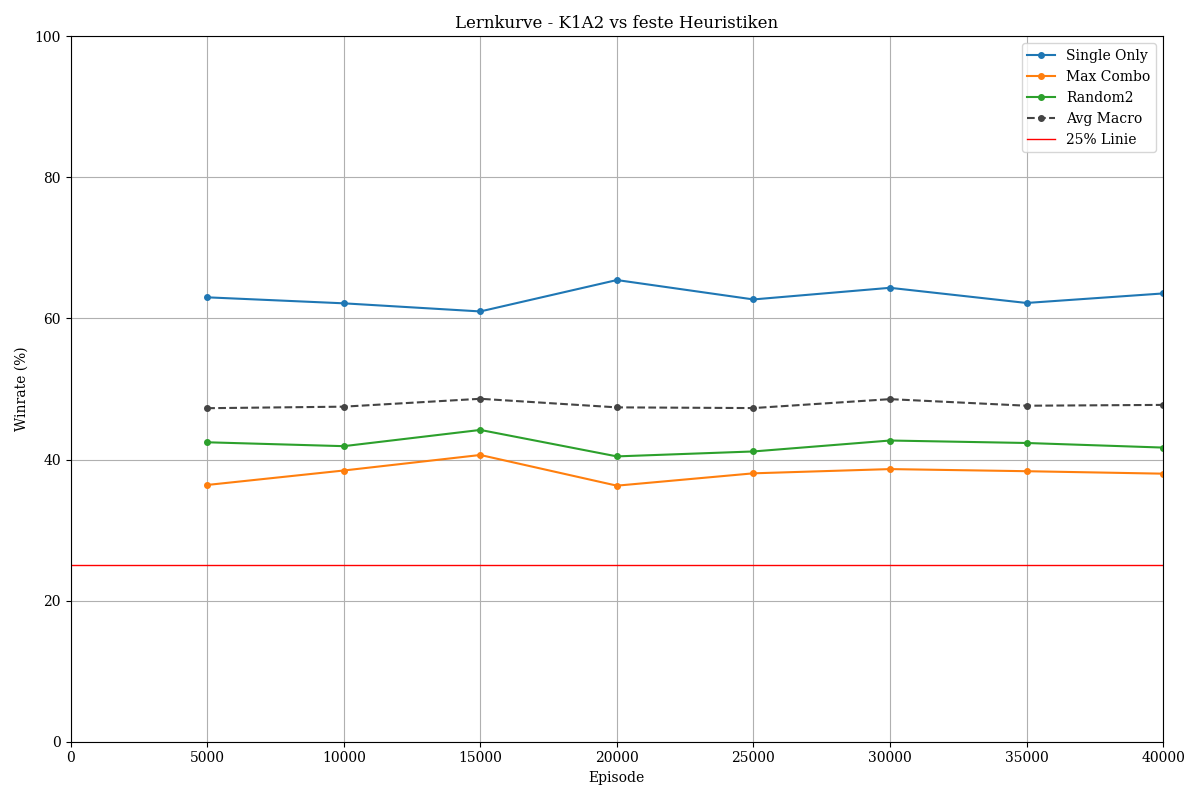 Lernkurve - K1A2 vs feste Heuristiken
100
80
60
40
20
0
Winrate (%)
Single Only
Max Combo
Random2
Avg Macro
25% Linie
0 5000 10000 15000 20000 25000 30000 35000 40000
Episode